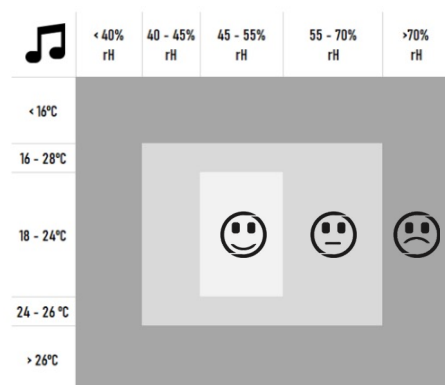 < 40% 40 - 45% 45 - 55% 55 - 70% >70%
rH rH rH rH rH
< 16°C
16 - 28°C
18 - 24°C
24 - 26 °C
> 26°C